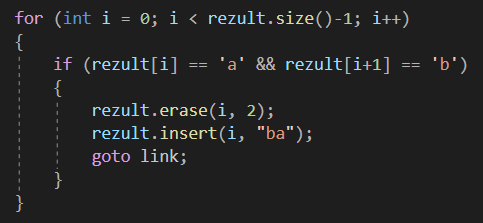 for (int i = 0; i < rezult.size()-1; i++)
{
    if (rezult[i] == 'a' && rezult[i+1] == 'b')
    {
        rezult.erase(i, 2);
        rezult.insert(i, "ba");
        goto link;
    }
}